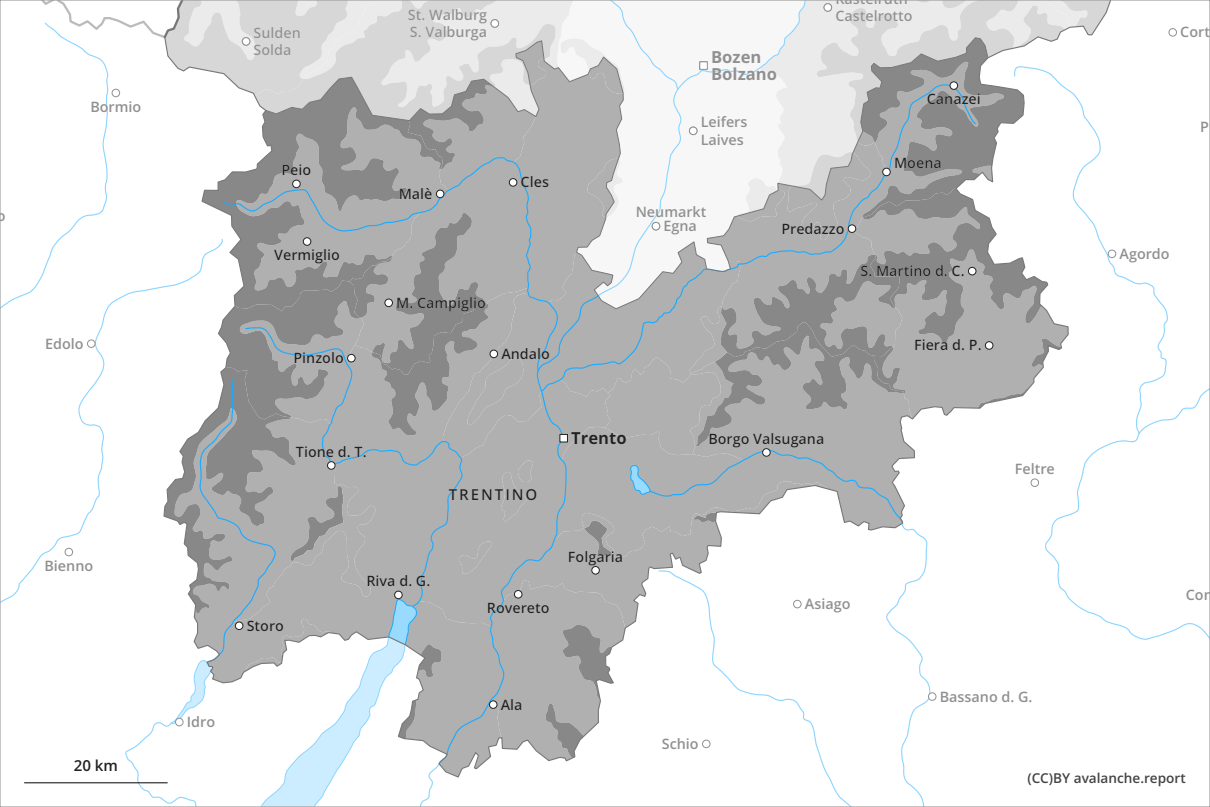 Kastelruth
Castelrotto
St. Walburg
S. Valburga
Sulden
Solda
Cort
Bozen
Bolzano
Bormio
Canazei
Leifers
Laives
P
Moena
Peio
Malè
Cles
Neumarkt
Egna
Predazzo
Vermiglio
Agordo
S. Martino d. C.
M. Campiglio
Edolo
Pinzolo
Andalo
Fiera d. P.
Trento
Borgo Valsugana
Tione d. T.
Feltre
TRENTINO
Bienno
Folgaria
Riva d. G.
Rovereto
Asiago
Cor
Storo
Bassano d. G.
Ala
Idro
Schio
20 km
(CC)BY avalanche.report